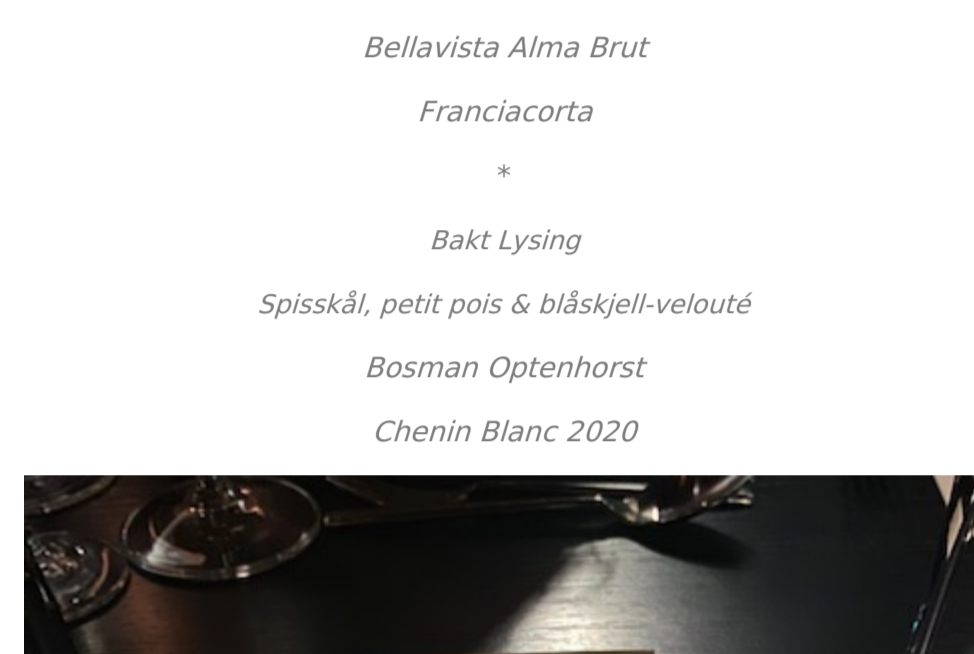 Bellavista Alma Brut
Franciacorta
*
Bakt Lysing
Spisskål, petit pois & blåskjell-velouté
Bosman Optenhorst
Chenin Blanc 2020